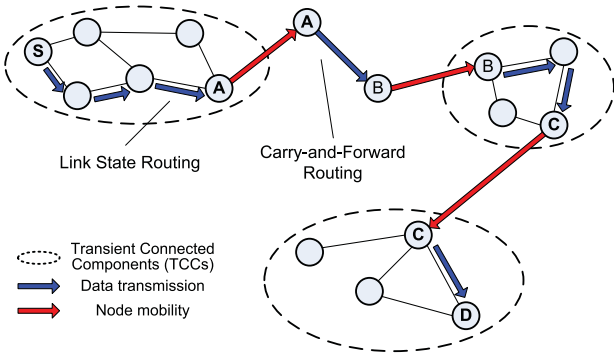 S
A
A
B
B
C
Link State Routing
Carry-and-Forward
Routing
C
D
Transient Connected
Components (TCCs)
Data transmission
Node mobility